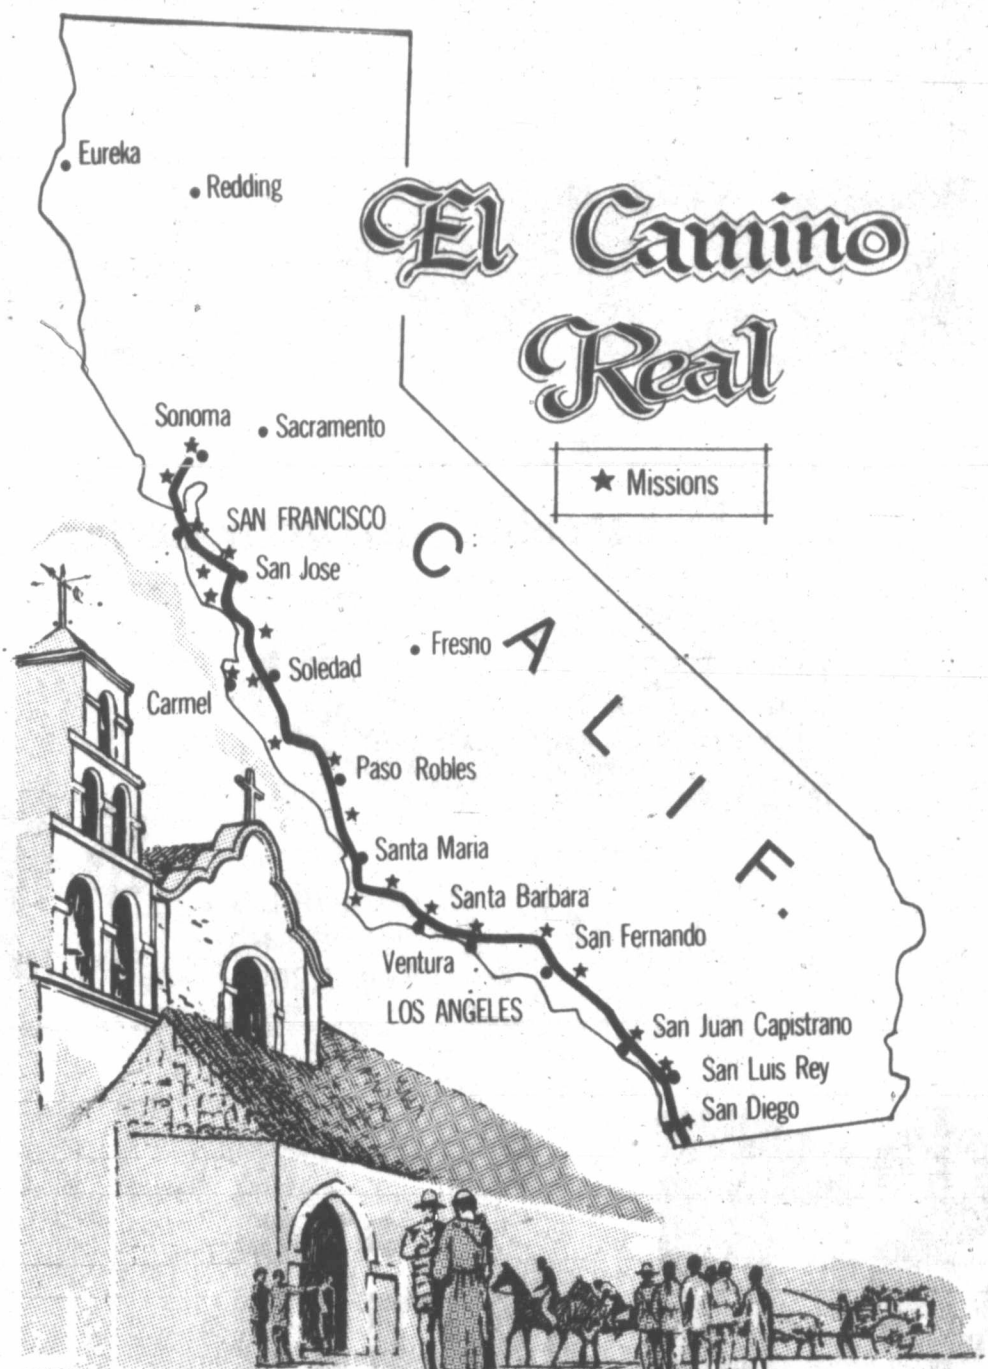 Eureka
Redding
El Camino
Real
Missions
Sonoma
Sacramento
SAN FRANCISCO
San Jose
Fresno
Soledad
Carmel
Paso Robles
Santa Maria
Santa Barbara
San Fernando
Ventura
LOS ANGELES
San Juan Capistrano
San Luis Rey
San Diego
CALIF.